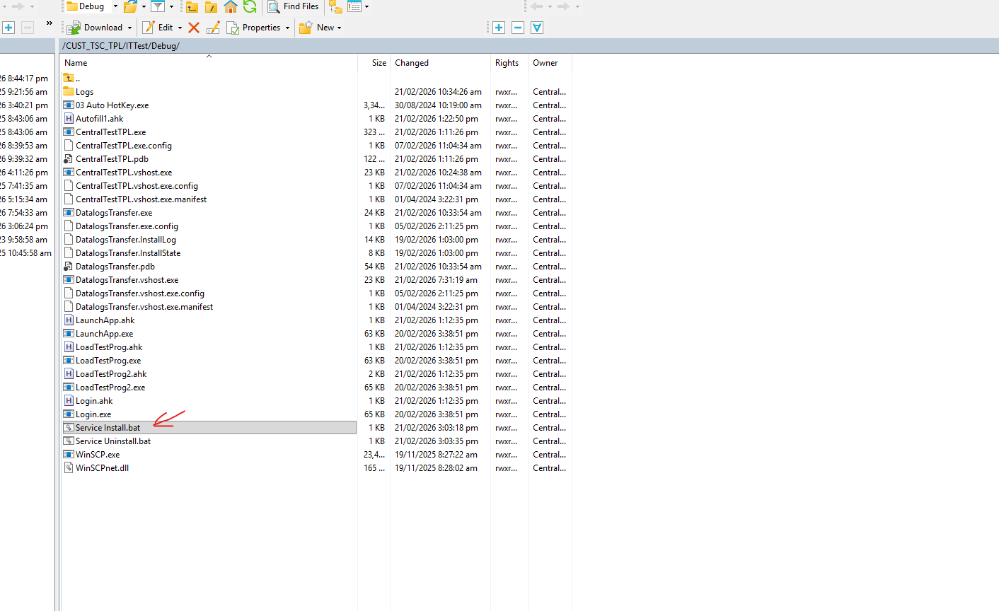 Debug Find Files
» Download Edit Properties New
/CUST_TSC_TPL/ITTest/Debug/
Name Size Changed Rights Owner
26 8:44:17 pm ..
25 9:21:56 am Logs 21/02/2026 10:34:26 am rwxr... Central...
26 3:40:21 pm 03 Auto HotKey.exe 3,34... 30/08/2024 10:19:00 am rwxr... Central...
25 8:43:06 am Autofill1.ahk 1 KB 21/02/2026 1:22:50 pm rwxr... Central...
25 8:43:06 am CentralTestTPL.exe 323 ... 21/02/2026 1:11:26 pm rwxr... Central...
26 8:39:53 am CentralTestTPL.exe.config 1 KB 07/02/2026 11:04:34 am rwxr... Central...
26 9:39:32 am CentralTestTPL.pdb 122 ... 21/02/2026 1:11:26 pm rwxr... Central...
26 4:11:26 pm CentralTestTPL.vshost.exe 23 KB 21/02/2026 10:24:38 am rwxr... Central...
25 7:41:35 am CentralTestTPL.vshost.exe.config 1 KB 07/02/2026 11:04:34 am rwxr... Central...
26 5:15:34 am CentralTestTPL.vshost.exe.manifest 1 KB 01/04/2024 3:22:31 pm rwxr... Central...
26 7:54:33 am DatalogsTransfer.exe 24 KB 21/02/2026 10:33:54 am rwxr... Central...
26 3:06:24 pm DatalogsTransfer.exe.config 1 KB 05/02/2026 2:11:25 pm rwxr... Central...
23 9:58:58 am DatalogsTransfer.InstallLog 14 KB 19/02/2026 1:03:00 pm rwxr... Central...
25 10:45:58 am DatalogsTransfer.InstallState 8 KB 19/02/2026 1:03:00 pm rwxr... Central...
DatalogsTransfer.pdb 54 KB 21/02/2026 10:33:54 am rwxr... Central...
DatalogsTransfer.vshost.exe 23 KB 21/02/2026 7:31:19 am rwxr... Central...
DatalogsTransfer.vshost.exe.config 1 KB 05/02/2026 2:11:25 pm rwxr... Central...
DatalogsTransfer.vshost.exe.manifest 1 KB 01/04/2024 3:22:31 pm rwxr... Central...
LaunchApp.ahk 1 KB 21/02/2026 1:12:35 pm rwxr... Central...
LaunchApp.exe 63 KB 20/02/2026 3:38:51 pm rwxr... Central...
LoadTestProg.ahk 1 KB 21/02/2026 1:12:35 pm rwxr... Central...
LoadTestProg.exe 63 KB 20/02/2026 3:38:51 pm rwxr... Central...
LoadTestProg2.ahk 2 KB 21/02/2026 1:12:35 pm rwxr... Central...
LoadTestProg2.exe 65 KB 20/02/2026 3:38:51 pm rwxr... Central...
Login.ahk 1 KB 21/02/2026 1:12:35 pm rwxr... Central...
Login.exe 65 KB 20/02/2026 3:38:51 pm rwxr... Central...
Service Install.bat 1 KB 21/02/2026 3:03:18 pm rwxr... Central...
Service Uninstall.bat 1 KB 21/02/2026 3:03:35 pm rwxr... Central...
WinSCP.exe 23,4... 19/11/2025 8:27:22 am rwxr... Central...
WinSCPnet.dll 165 ... 19/11/2025 8:28:02 am rwxr... Central...